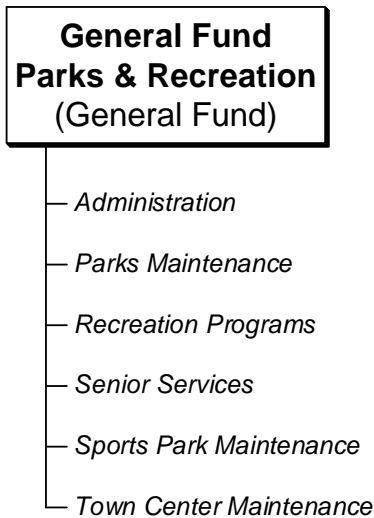 General Fund
Parks & Recreation
(General Fund)
Administration
Parks Maintenance
Recreation Programs
Senior Services
Sports Park Maintenance
Town Center Maintenance